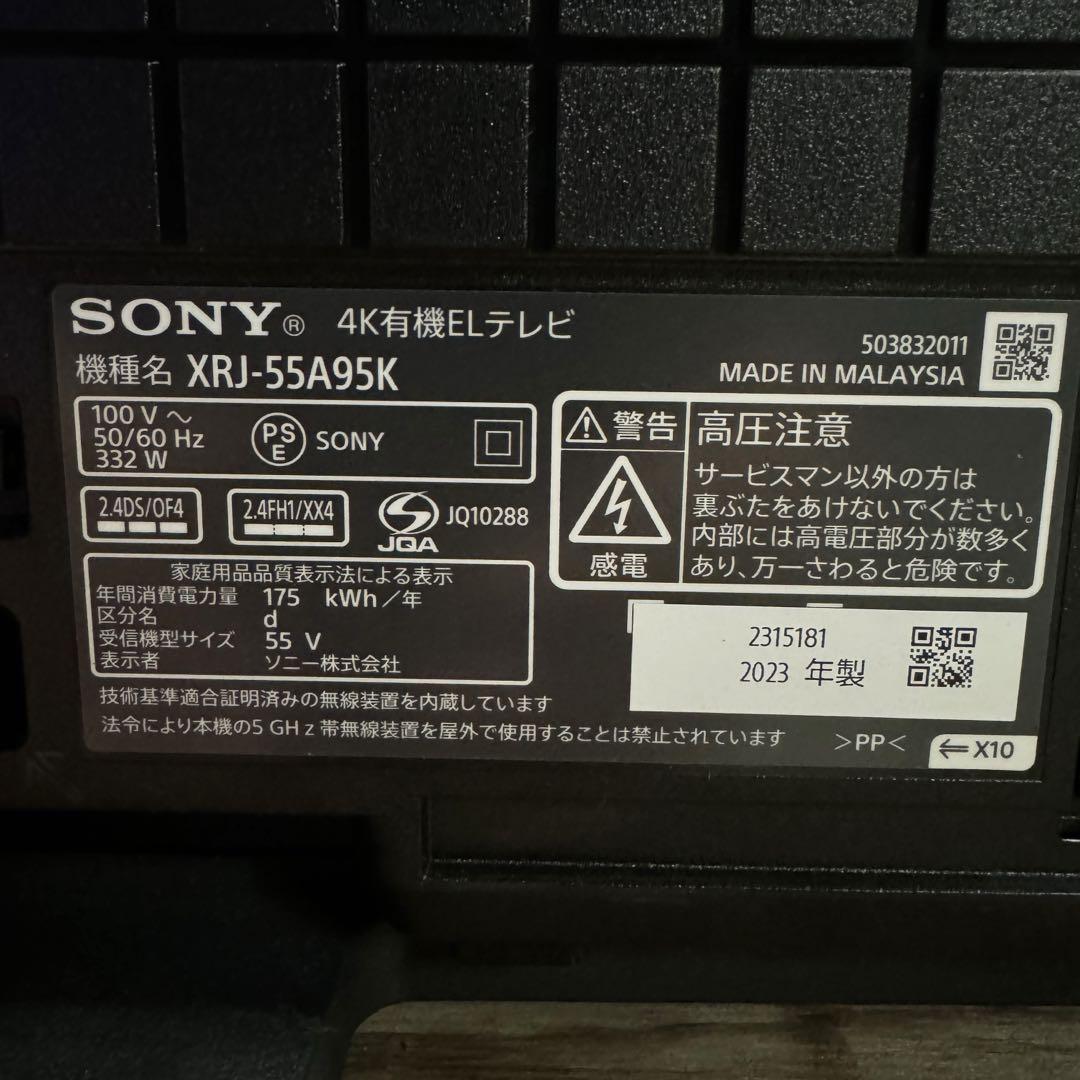 SONY® 4K有機ELテレビ
機種名 XRJ-55A95K
503832011
MADE IN MALAYSIA
100 V ～
50/60 Hz
332 W
PSE SONY
2.4DS/OF4
2.4FH1/XX4
JQA JQ10288
家庭用品品質表示法による表示
年間消費電力量 175 kWh／年
区分名 d
受信機型サイズ 55 V
表示者 ソニー株式会社
警告
感電
高圧注意
サービスマン以外の方は
裏ぶたをあけないでください。
内部には高電圧部分が数多く
あり、万一さわると危険です。
2315181
2023 年製
技術基準適合証明済みの無線装置を内蔵しています
法令により本機の5 GHz 帯無線装置を屋外で使用することは禁止されています
>PP<
⇐X10